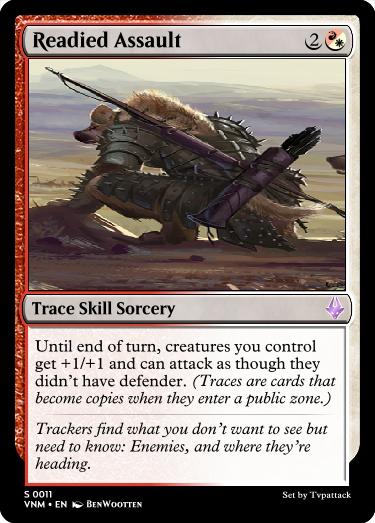 Readied Assault 2
Trace Skill Sorcery
Until end of turn, creatures you control
get +1/+1 and can attack as though they
didn't have defender. (Traces are cards that
become copies when they enter a public zone.)
Trackers find what you don't want to see but
need to know: Enemies, and where they're
heading.
S 0011
VNM • EN BenWootten
Set by Tvpattack